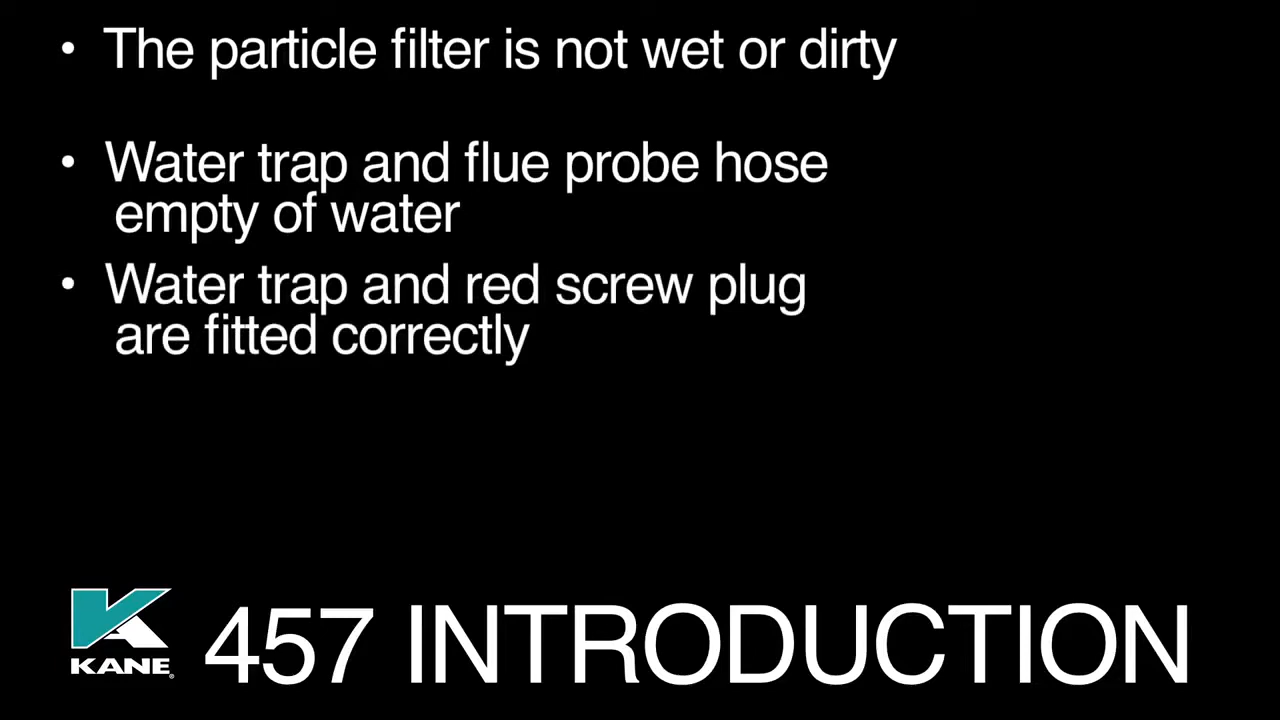 • The particle filter is not wet or dirty
• Water trap and flue probe hose
empty of water
• Water trap and red screw plug
are fitted correctly
KANE®
457 INTRODUCTION